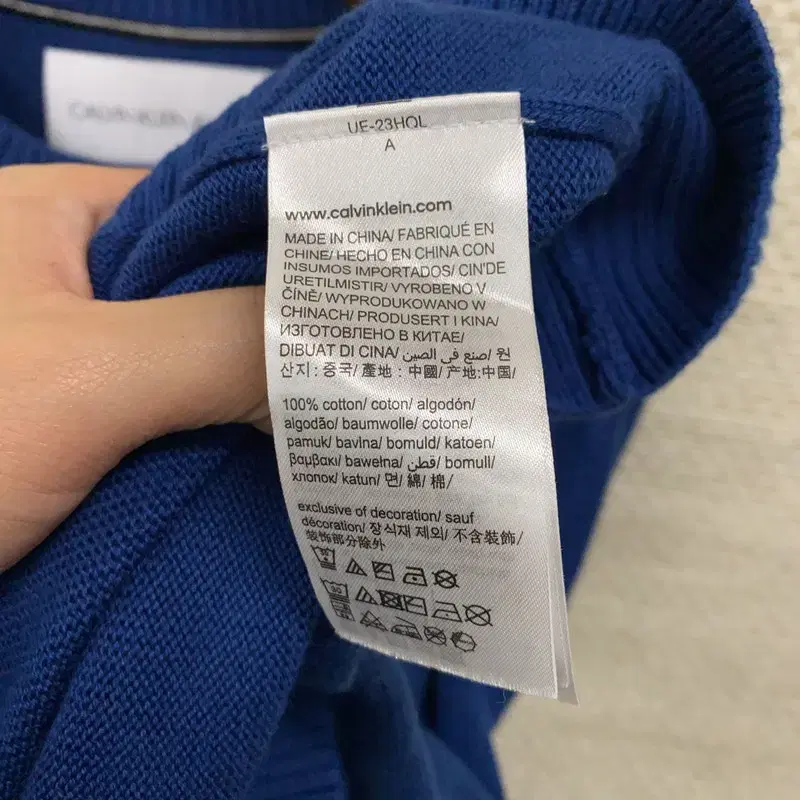 CALVIN KLEIN
UF-23HQL
A
www.calvinklein.com
MADE IN CHINA/ FABRIQUÉ EN
CHINE/ HECHO EN CHINA CON
INSUMOS IMPORTADOS/ CIN'DE
URETILMISTIR/ VYROBENO V
ČÍNĚ/ WYPRODUKOWANO W
CHINACH/ PRODUSERT I KINA/
ИЗГОТОВЛЕНО В КИТАЕ/
DIBUAT DI CINA/ صنع في الصين/ 원
산지 : 중국/ 產地 : 中國/ 产地:中国/
100% cotton/ coton/ algodón/
algodão/ baumwolle/ cotone/
pamuk/ bavlna/ bomuld/ katoen/
βαμβακι/ bawełna/ قطن/ bomull/
хлопок/ katun/ 면/ 綿/ 棉/
exclusive of decoration/ sauf
décoration/ 장식재 제외/ 不含裝飾/
装饰部分除外